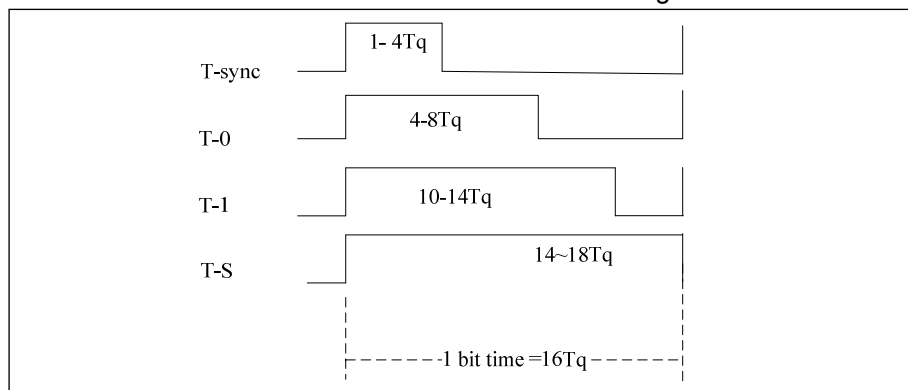 1- 4Tq
T-sync
4-8Tq
T-0
10-14Tq
T-1
14~18Tq
T-S
1 bit time =16Tq